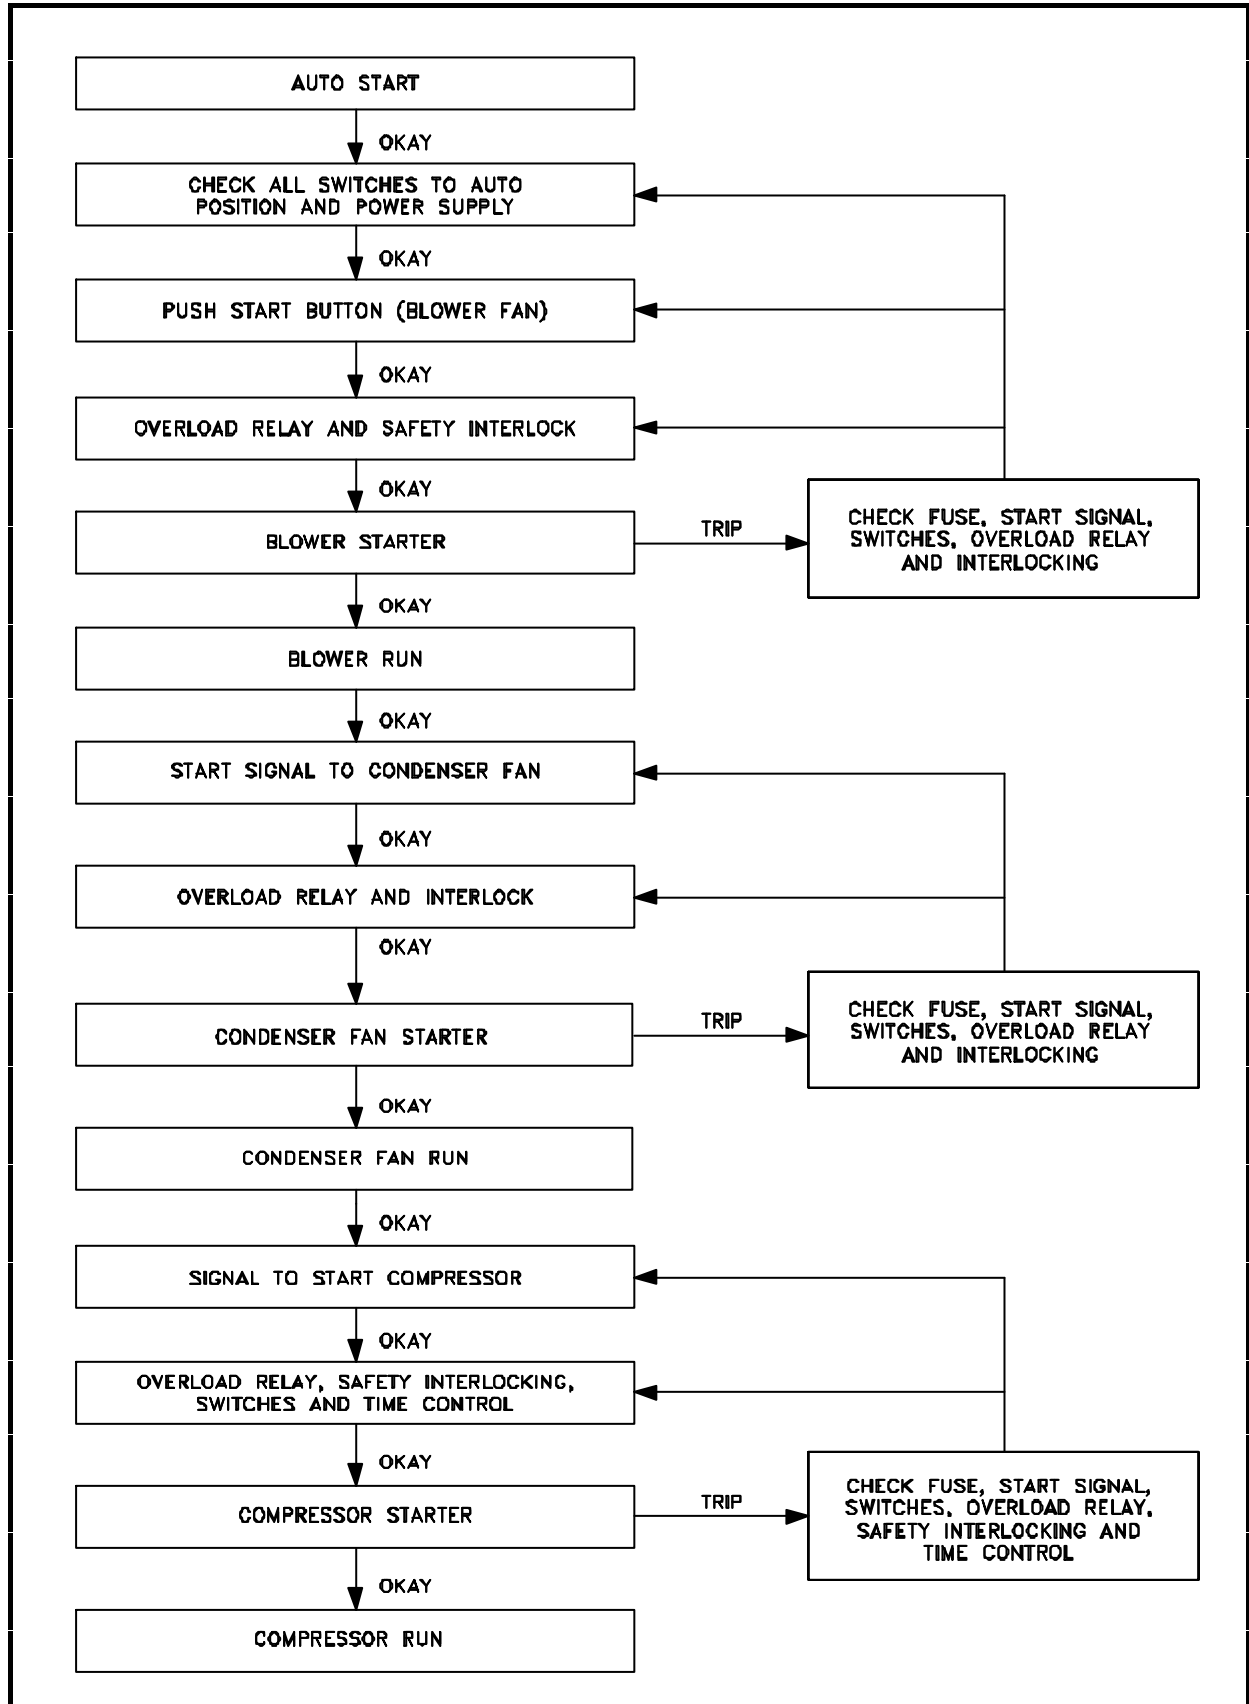 AUTO START
OKAY
CHECK ALL SWITCHES TO AUTO
POSITION AND POWER SUPPLY
OKAY
PUSH START BUTTON (BLOWER FAN)
OKAY
OVERLOAD RELAY AND SAFETY INTERLOCK
OKAY
BLOWER STARTER
TRIP
CHECK FUSE, START SIGNAL,
SWITCHES, OVERLOAD RELAY
AND INTERLOCKING
OKAY
BLOWER RUN
OKAY
START SIGNAL TO CONDENSER FAN
OKAY
OVERLOAD RELAY AND INTERLOCK
OKAY
CONDENSER FAN STARTER
TRIP
CHECK FUSE, START SIGNAL,
SWITCHES, OVERLOAD RELAY
AND INTERLOCKING
OKAY
CONDENSER FAN RUN
OKAY
SIGNAL TO START COMPRESSOR
OKAY
OVERLOAD RELAY, SAFETY INTERLOCKING,
SWITCHES AND TIME CONTROL
OKAY
COMPRESSOR STARTER
TRIP
CHECK FUSE, START SIGNAL,
SWITCHES, OVERLOAD RELAY,
SAFETY INTERLOCKING AND
TIME CONTROL
OKAY
COMPRESSOR RUN